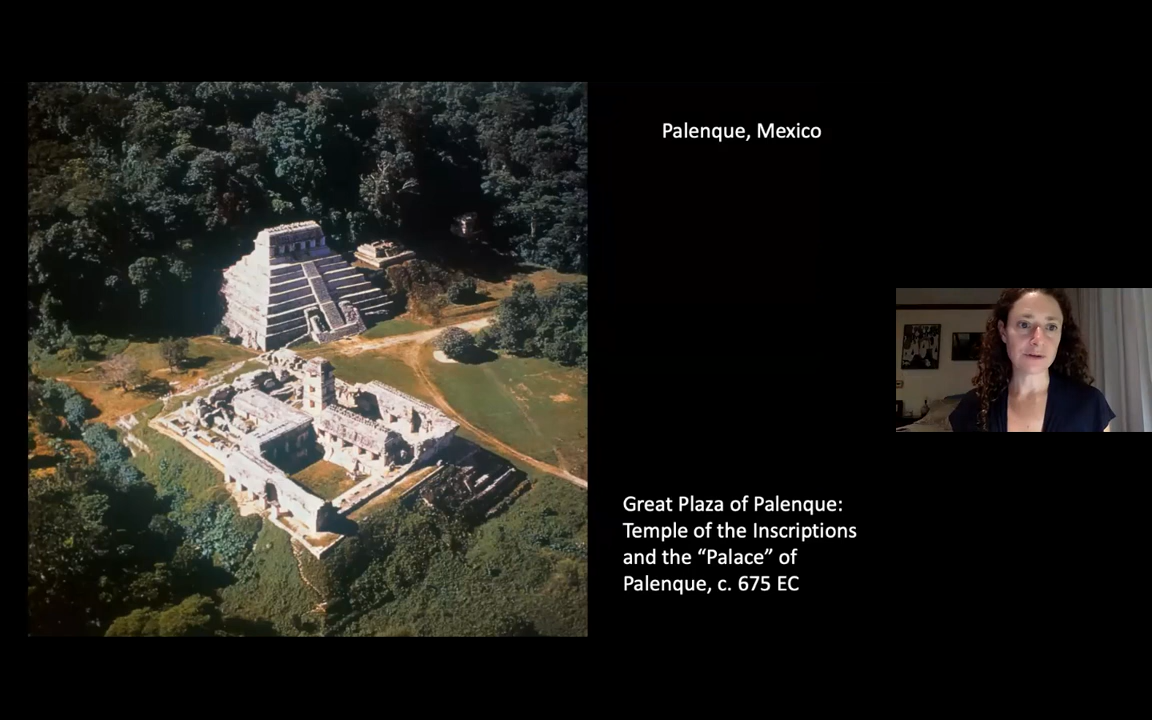 Palenque, Mexico
Great Plaza of Palenque:
Temple of the Inscriptions
and the “Palace” of
Palenque, c. 675 EC